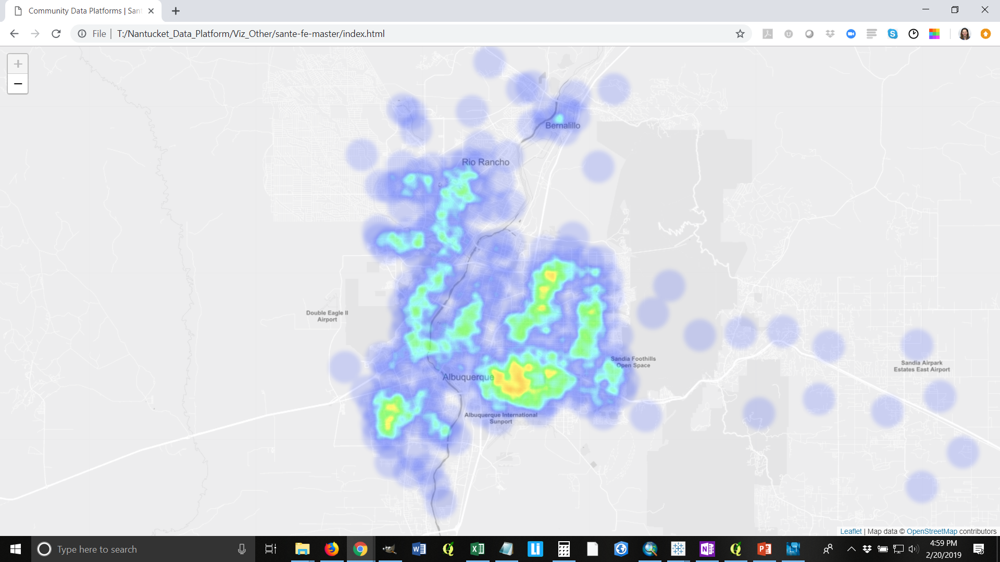 Community Data Platforms | Sant
File
T:/Nantucket_Data_Platform/Viz_Other/sante-fe-master/index.html
+
−
Bernalillo
Rio Rancho
Double Eagle II
Airport
Sandia Foothills
Open Space
Sandia Airpark
Estates East Airport
Albuquerque
Albuquerque International
Sunport
Leaflet | Map data © OpenStreetMap contributors
Type here to search
4:59 PM
2/20/2019